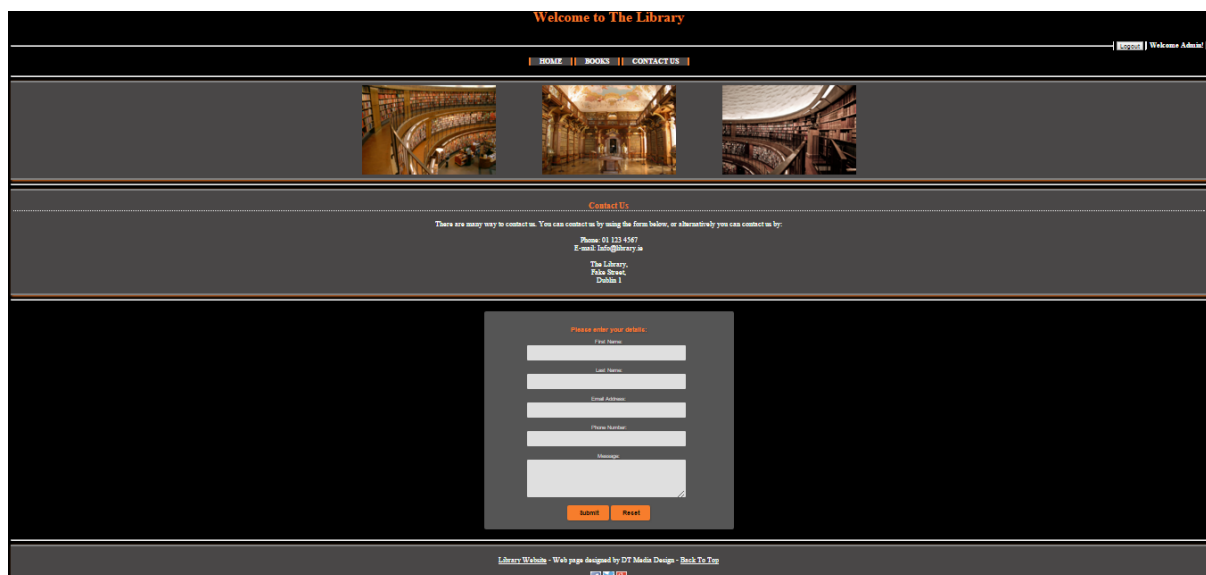 Welcome to The Library
Logout Welcome Admin!
HOME BOOKS CONTACT US
Contact Us
There are many way to contact us. You can contact us by using the form below, or alternatively you can contact us by:
Phone: 01 123 4567
E-mail: Info@library.ie
The Library,
Fake Street,
Dublin 1
Please enter your details:
First Name:
Last Name:
Email Address:
Phone Number:
Message:
Submit Reset
Library Website - Web page designed by DT Media Design - Back To Top